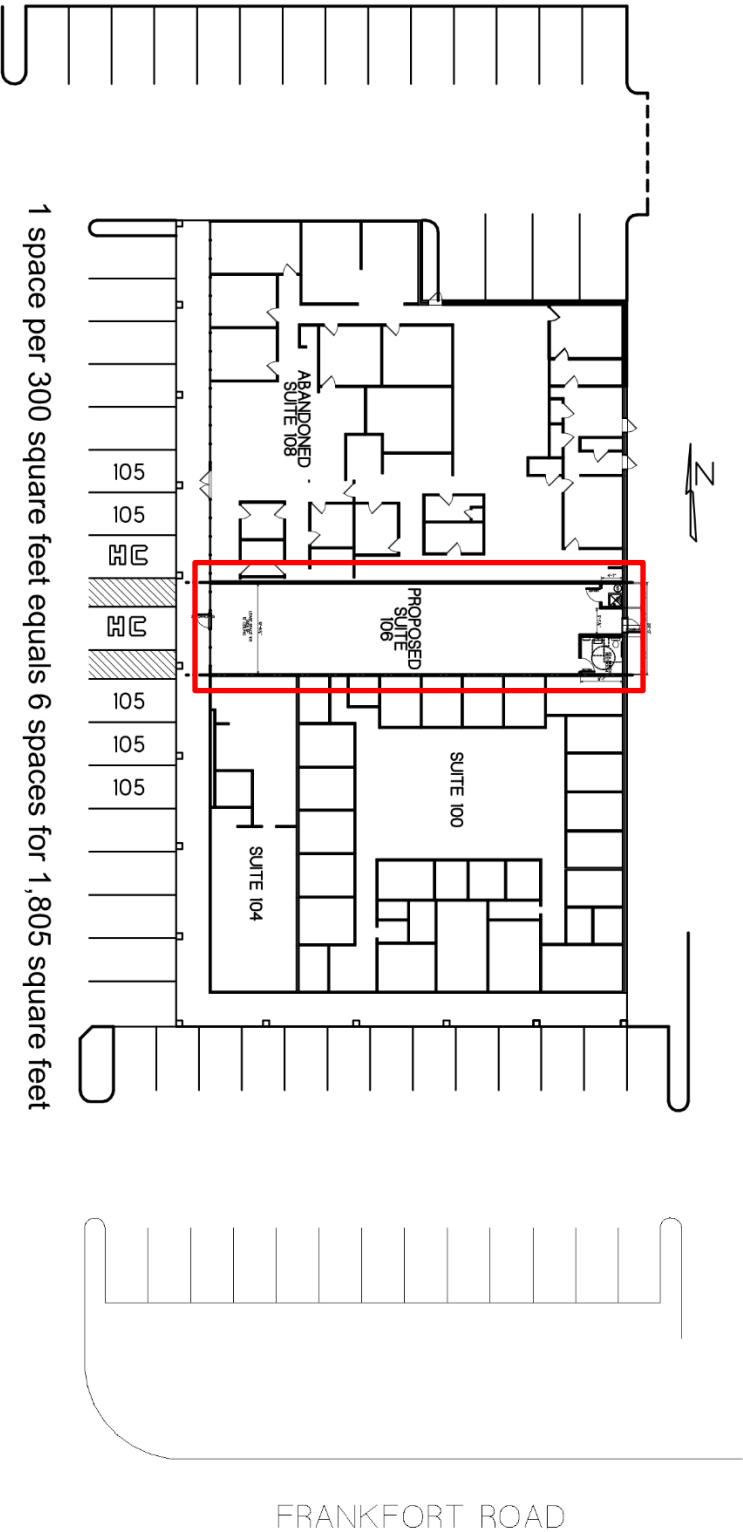 N
105
105
HC
HC
105
105
105
ABANDONED
SUITE 108
PROPOSED
SUITE
106
SUITE 100
SUITE 104
1 space per 300 square feet equals 6 spaces for 1,805 square feet
FRANKFORT ROAD